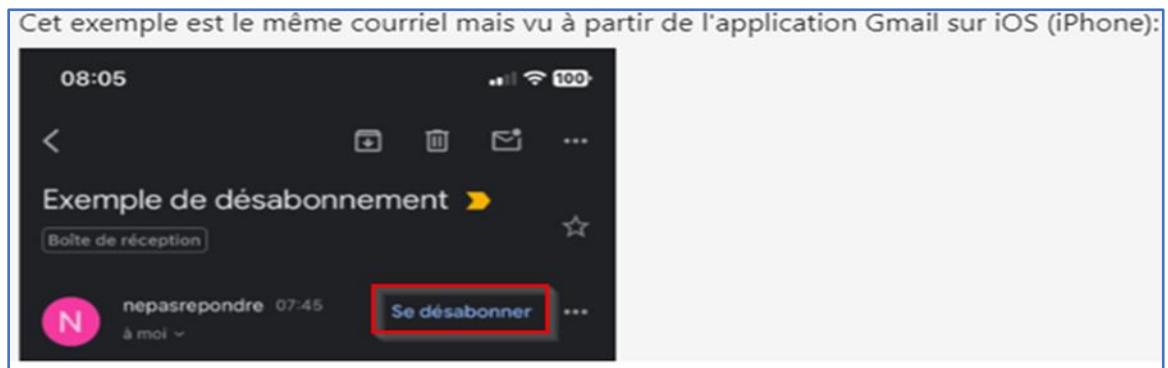 Cet exemple est le même courriel mais vu à partir de l'application Gmail sur iOS (iPhone):
08:05 100
Exemple de désabonnement
Boîte de réception
N nepasrepondre 07:45 Se désabonner
à moi